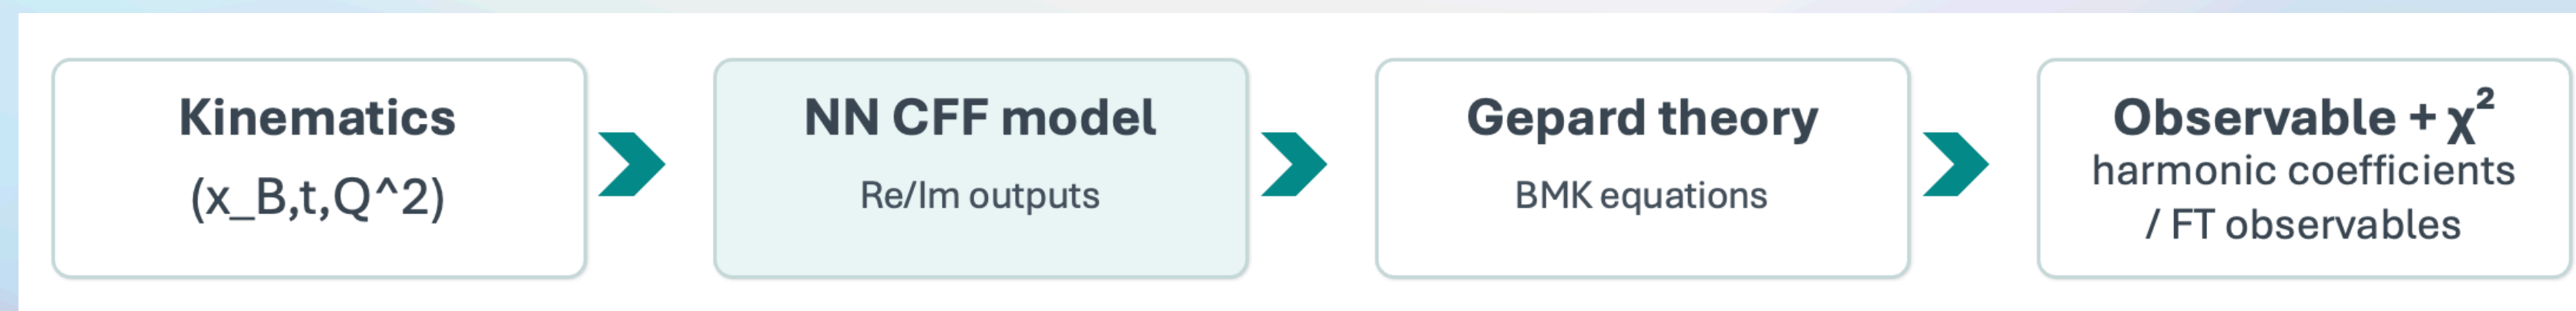 Kinematics
(x_B,t,Q^2)
NN CFF model
Re/Im outputs
Gepard theory
BMK equations
Observable + χ²
harmonic coefficients
/ FT observables